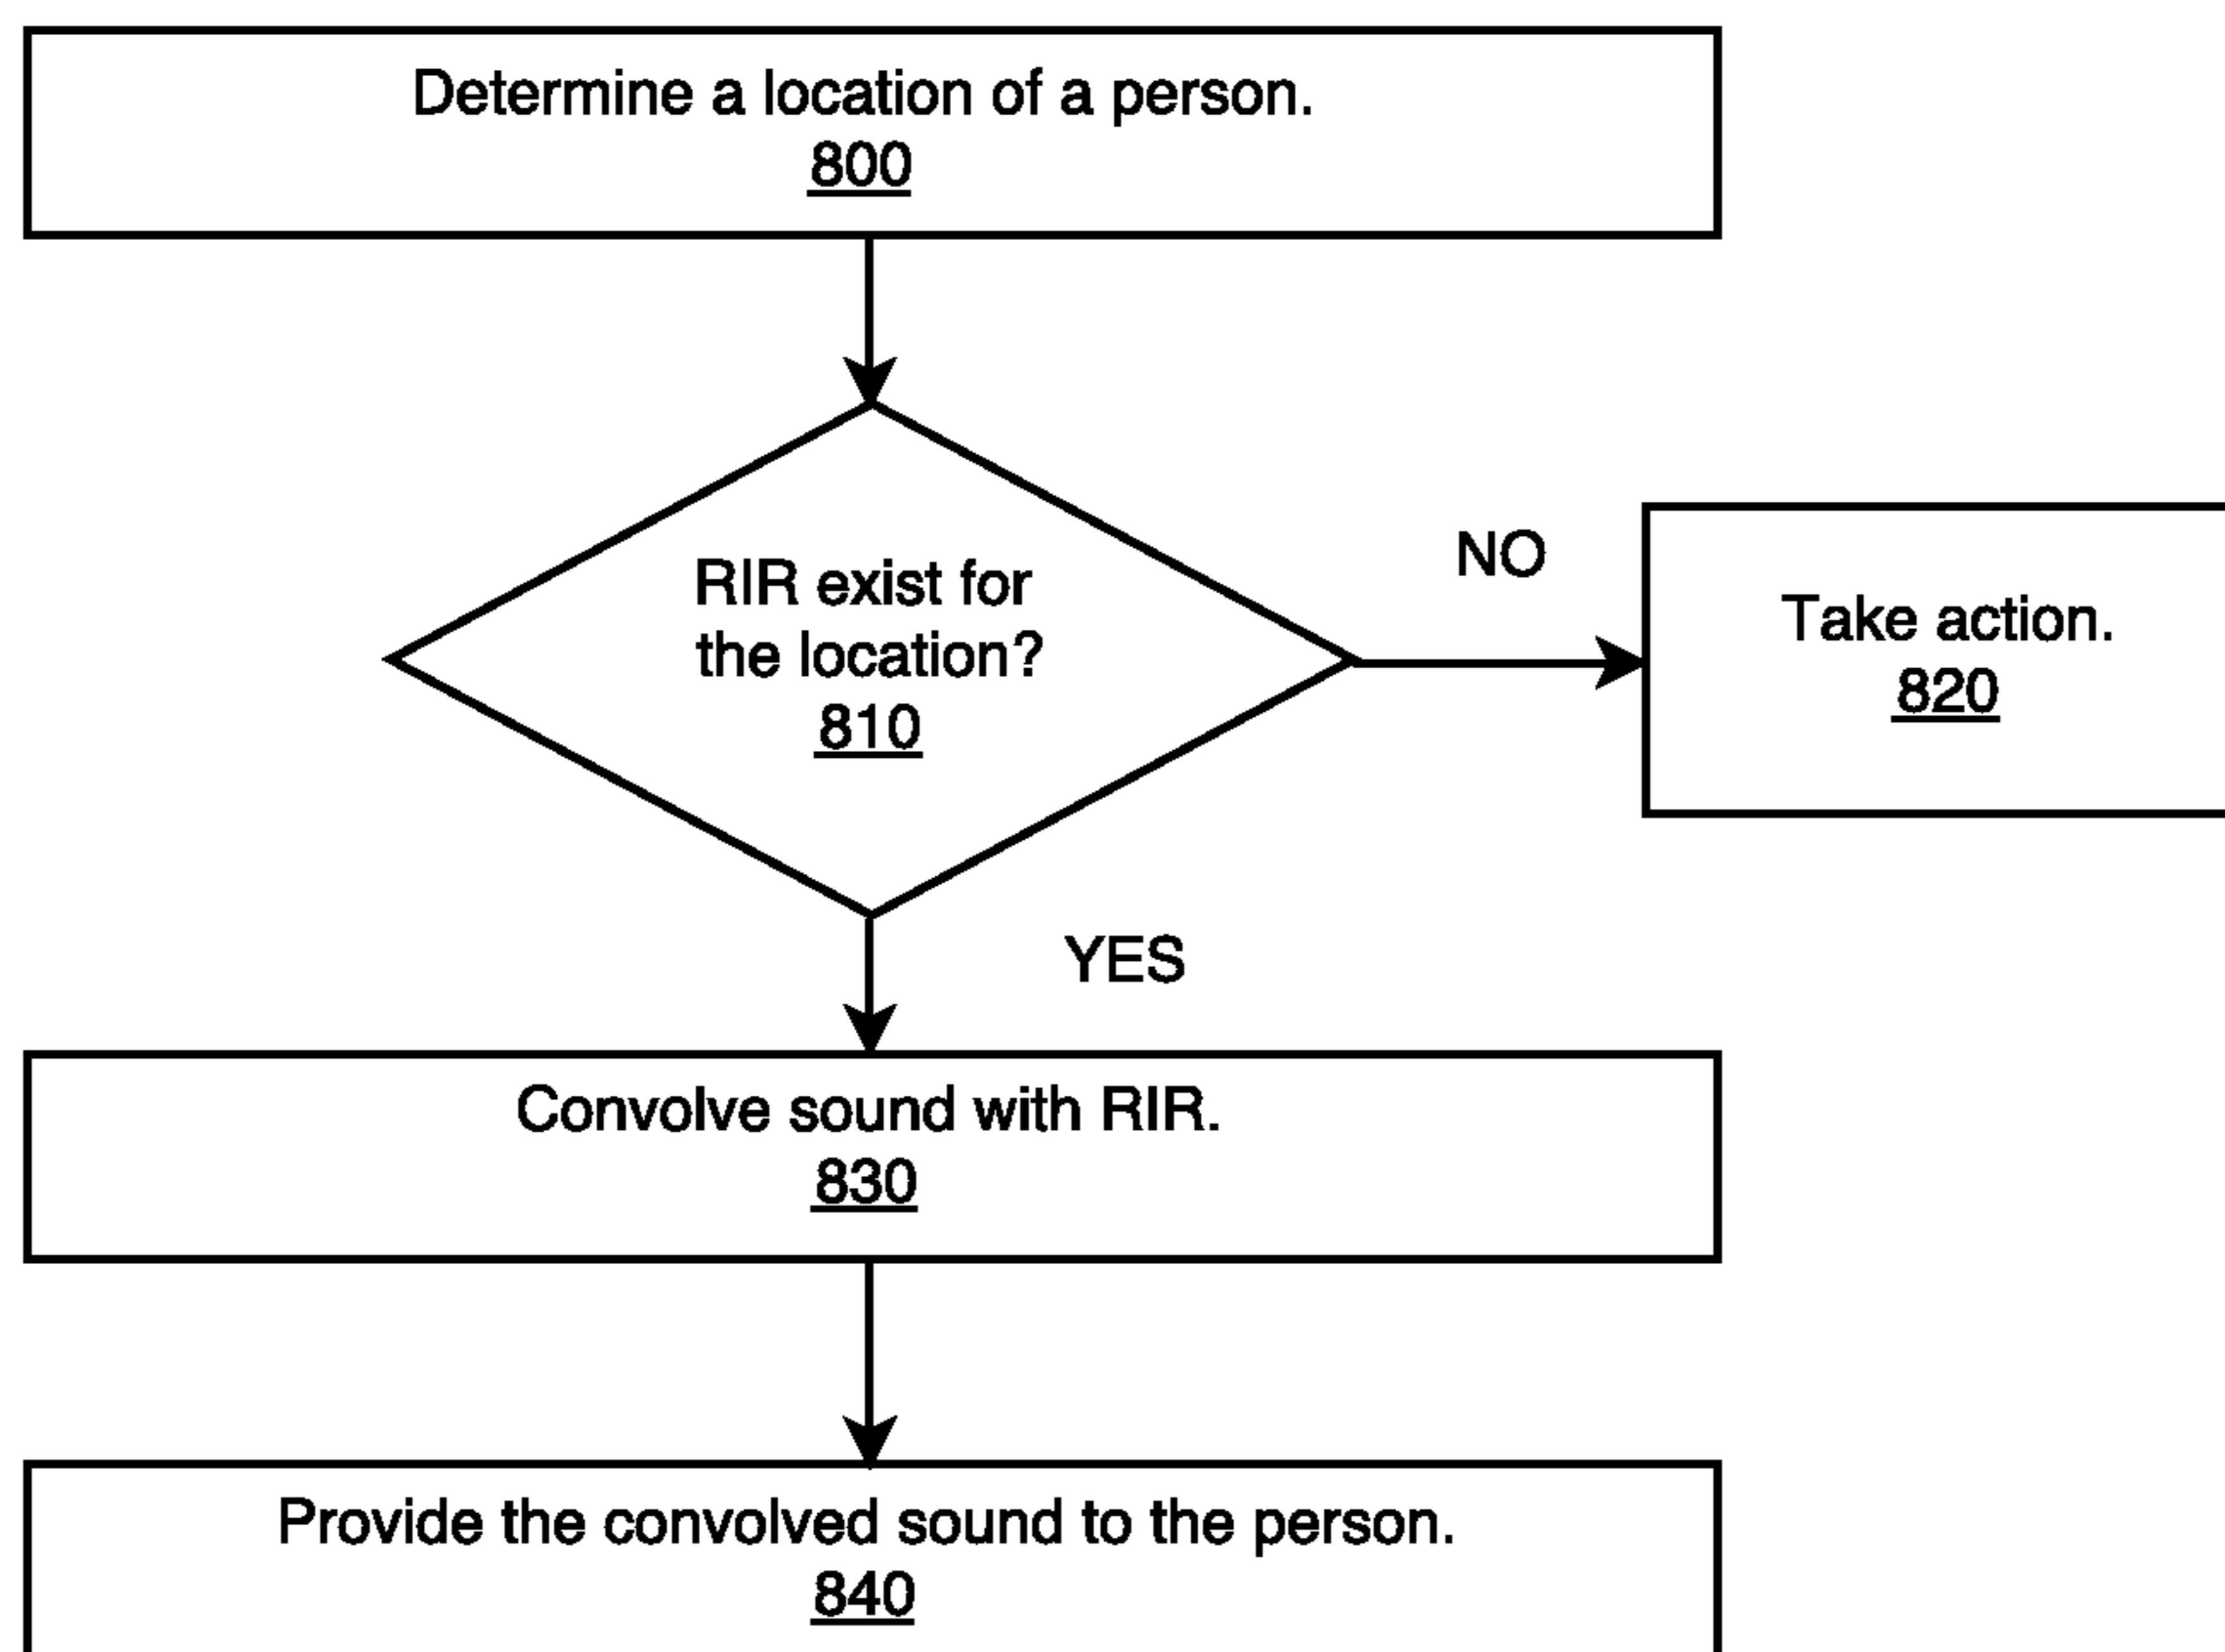 Determine a location of a person.
800
RIR exist for
the location?
810
NO
Take action.
820
YES
Convolve sound with RIR.
830
Provide the convolved sound to the person.
840